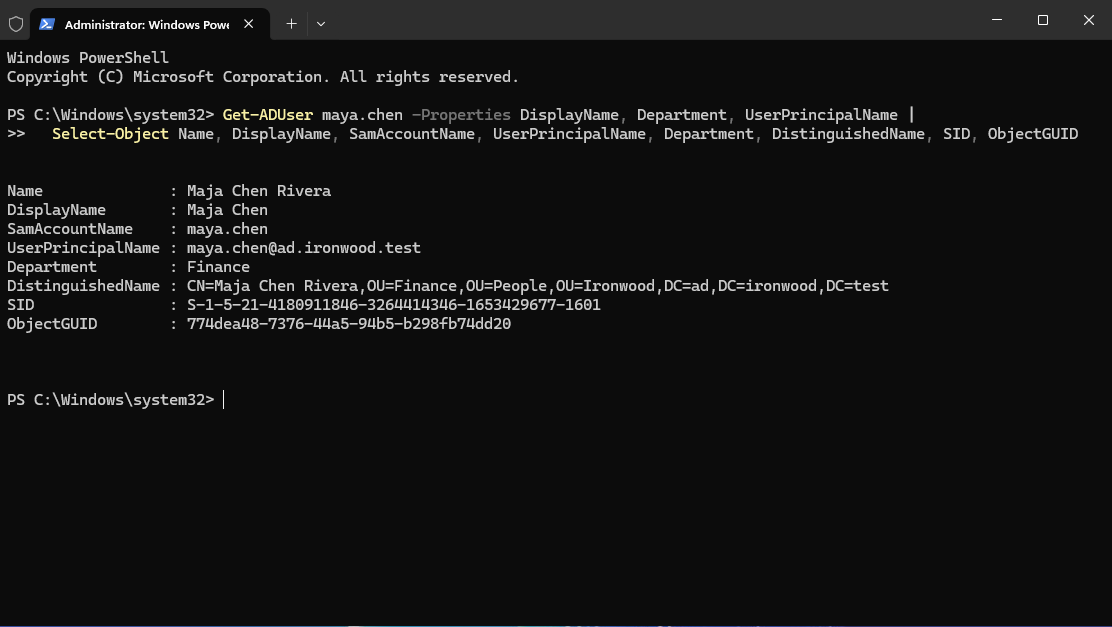 Administrator: Windows Powe
Windows PowerShell
Copyright (C) Microsoft Corporation. All rights reserved.
PS C:\Windows\system32> Get-ADUser maya.chen -Properties DisplayName, Department, UserPrincipalName |
>>   Select-Object Name, DisplayName, SamAccountName, UserPrincipalName, Department, DistinguishedName, SID, ObjectGUID
Name              : Maja Chen Rivera
DisplayName       : Maja Chen
SamAccountName    : maya.chen
UserPrincipalName : maya.chen@ad.ironwood.test
Department        : Finance
DistinguishedName : CN=Maja Chen Rivera,OU=Finance,OU=People,OU=Ironwood,DC=ad,DC=ironwood,DC=test
SID               : S-1-5-21-4180911846-3264414346-1653429677-1601
ObjectGUID        : 774dea48-7376-44a5-94b5-b298fb74dd20
PS C:\Windows\system32>